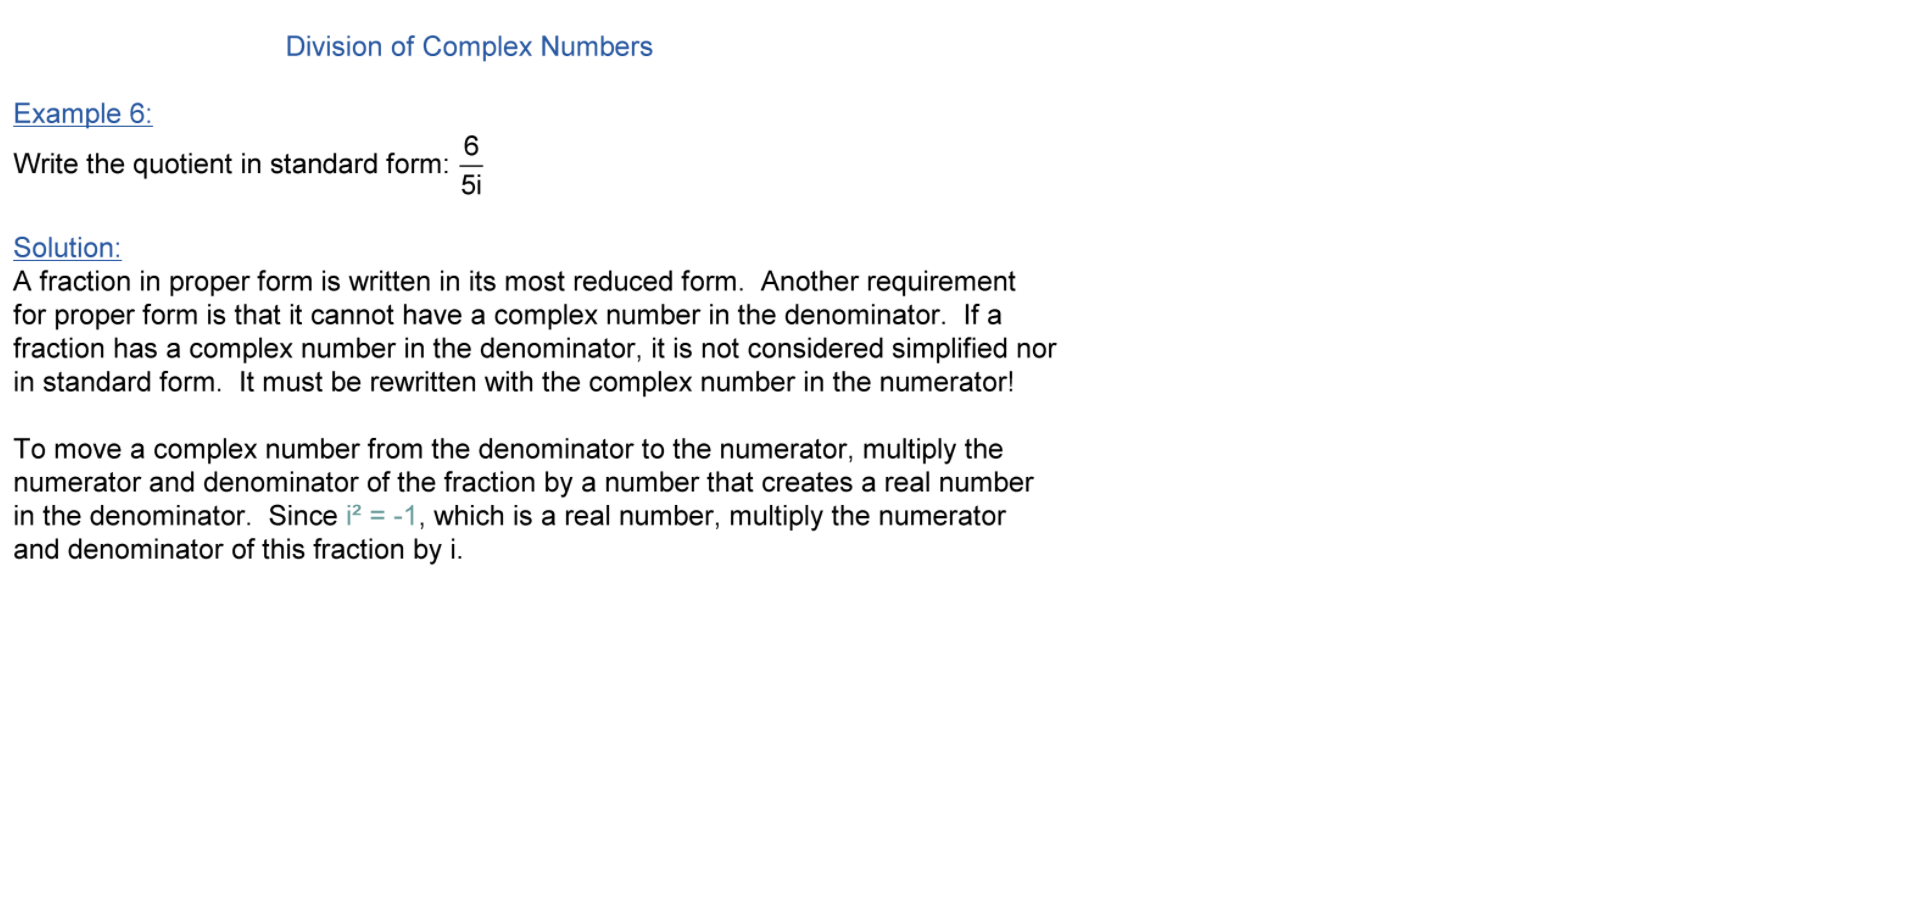 Division of Complex Numbers
Example 6:
Write the quotient in standard form: 6/5i
Solution:
A fraction in proper form is written in its most reduced form.  Another requirement
for proper form is that it cannot have a complex number in the denominator.  If a
fraction has a complex number in the denominator, it is not considered simplified nor
in standard form.  It must be rewritten with the complex number in the numerator!
To move a complex number from the denominator to the numerator, multiply the
numerator and denominator of the fraction by a number that creates a real number
in the denominator.  Since i² = -1, which is a real number, multiply the numerator
and denominator of this fraction by i.